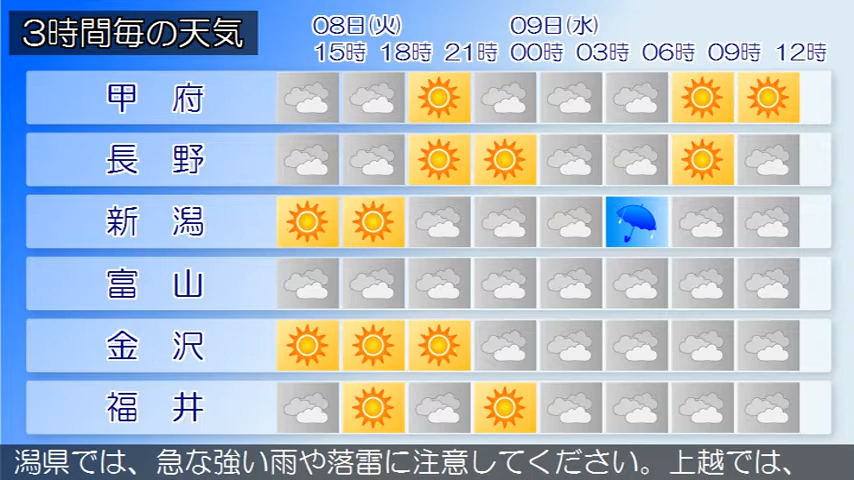 3時間毎の天気
08日(火) 09日(水)
15時 18時 21時 00時 03時 06時 09時 12時
甲府
長野
新潟
富山
金沢
福井
潟県では、急な強い雨や落雷に注意してください。上越では、